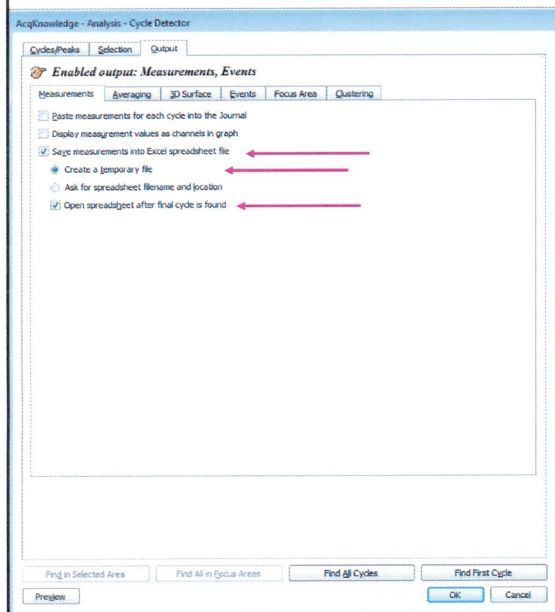 AcqKnowledge - Analysis - Cycle Detector
Cycles/Peaks Selection Output
Enabled output: Measurements, Events
Measurements Averaging 3D Surface Events Focus Area Clustering
Paste measurements for each cycle into the Journal
Display measurement values as channels in graph
Save measurements into Excel spreadsheet file
Create a temporary file
Ask for spreadsheet filename and location
Open spreadsheet after final cycle is found
Find in Selected Area Find All in Focus Areas Find All Cycles Find First Cycle
Preview OK Cancel